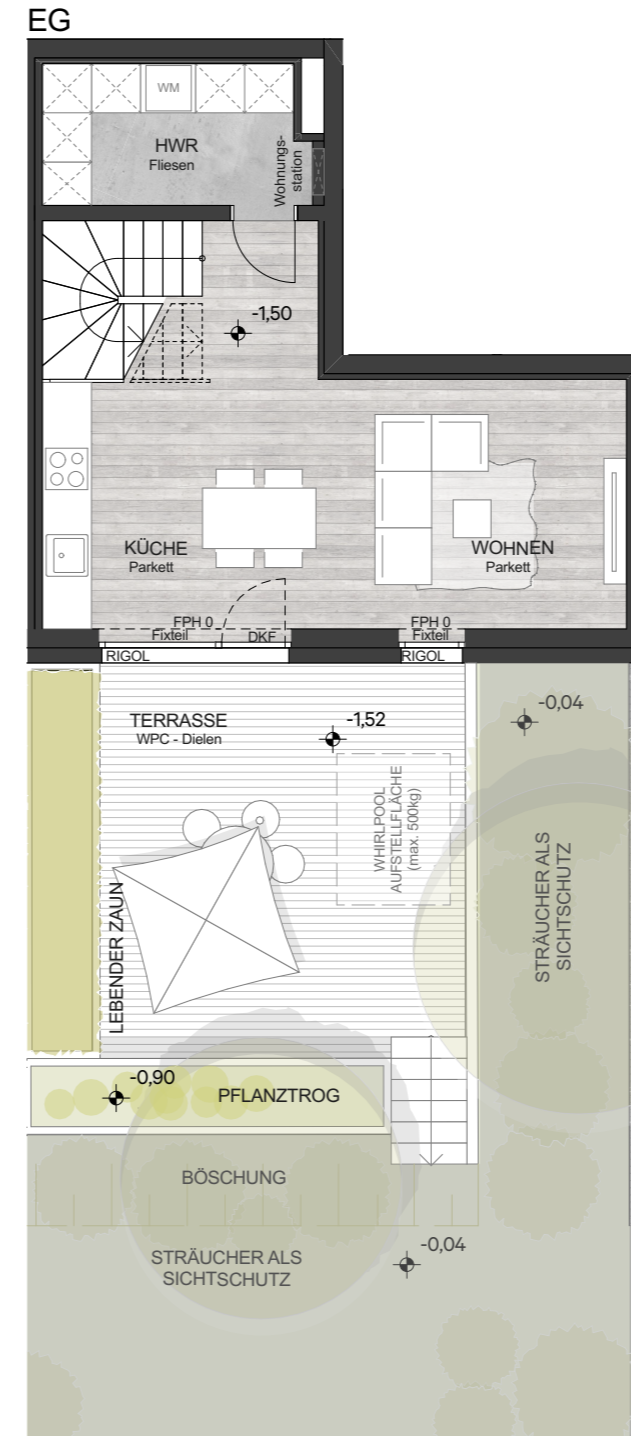 EG
WM
HWR
Fliesen
Wohnungs-
station
-1,50
KÜCHE
Parkett
WOHNEN
Parkett
FPH 0
Fixteil
DKF
FPH 0
Fixteil
RIGOL
RIGOL
TERRASSE
WPC - Dielen
-1,52
-0,04
WHIRLPOOL
AUFSTELLFLÄCHE
(max. 500kg)
STRÄUCHER ALS
SICHTSCHUTZ
LEBENDER ZAUN
-0,90
PFLANZTROG
BÖSCHUNG
-0,04
STRÄUCHER ALS
SICHTSCHUTZ